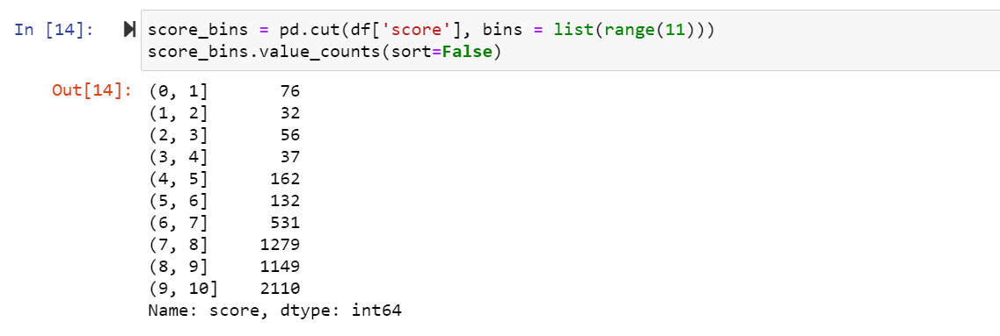 In [14]: score_bins = pd.cut(df['score'], bins = list(range(11)))
score_bins.value_counts(sort=False)
Out[14]: (0, 1]       76
(1, 2]       32
(2, 3]       56
(3, 4]       37
(4, 5]      162
(5, 6]      132
(6, 7]      531
(7, 8]     1279
(8, 9]     1149
(9, 10]    2110
Name: score, dtype: int64